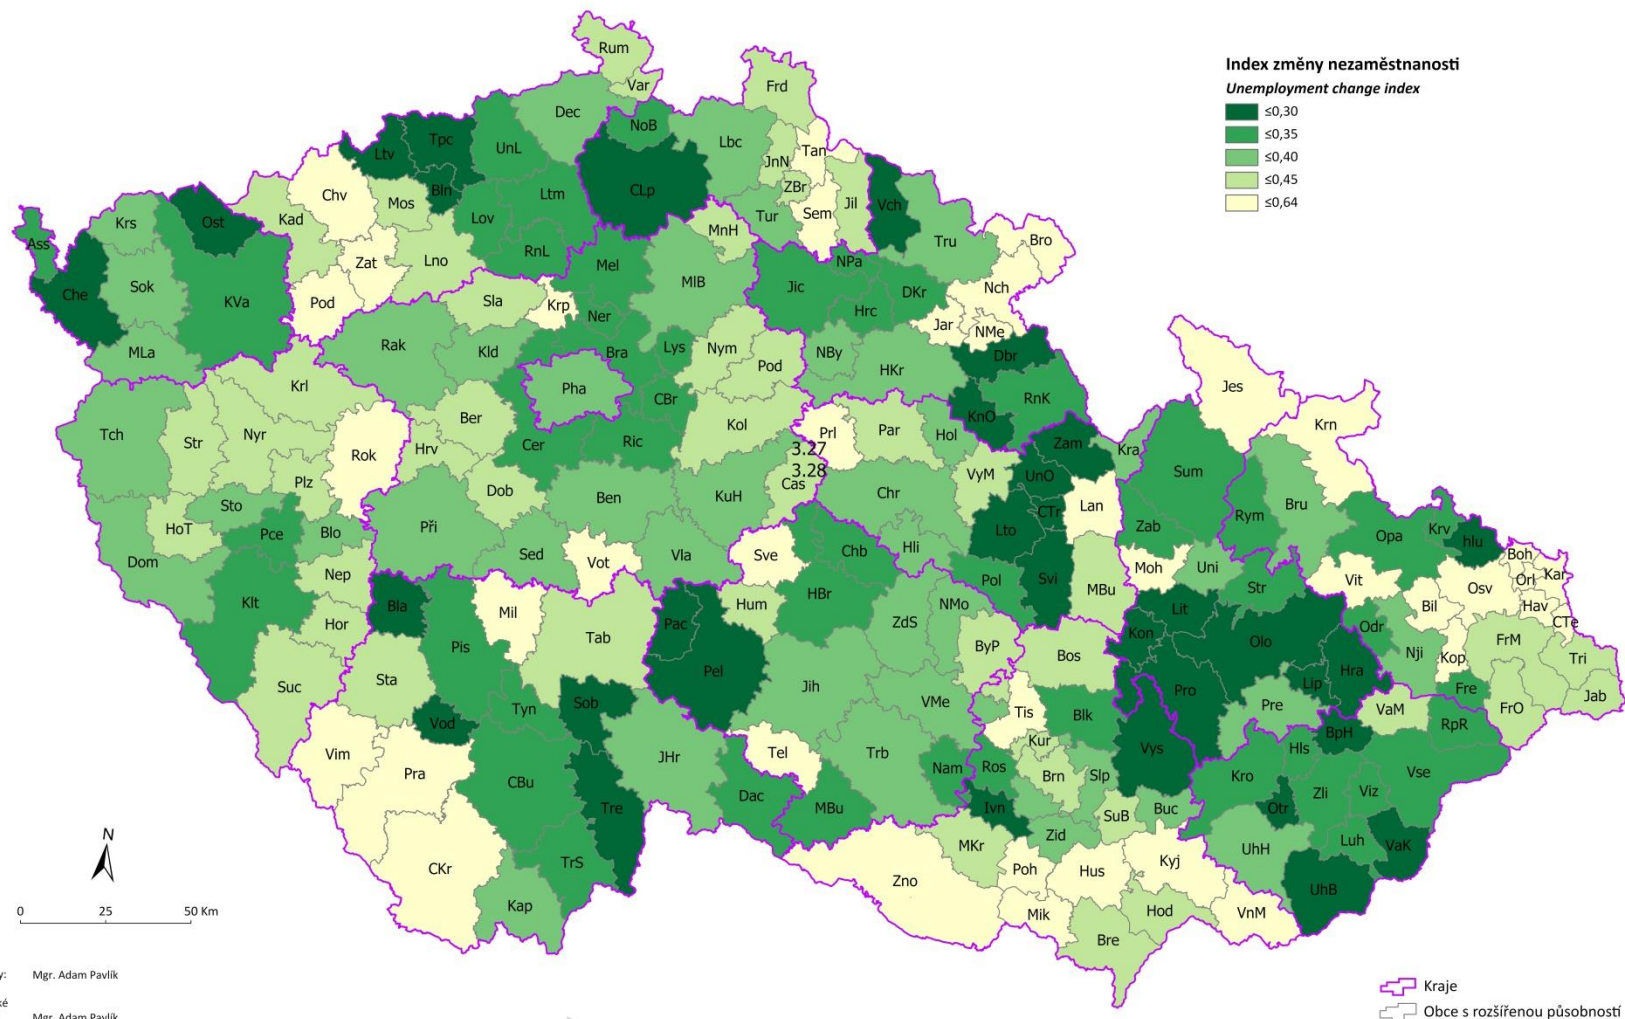 Index změny nezaměstnanosti
Unemployment change index
≤0,30
≤0,35
≤0,40
≤0,45
≤0,64
Rum
Var
Frd
Dec
NoB
Lbc
Tan
JnN
ZBr
Sem
Jil
Vch
Tru
Bro
Ltv
Tpc
UnL
Bln
CLp
Ltm
Lov
RnL
Tur
MnH
Chv
Mos
Kad
Zat
Lno
Pod
Ost
Krs
Ass
Che
Sok
KVa
MLa
Mel
MlB
Jic
NPa
Hrc
DKr
Nch
Jar
NMe
Sla
Krp
Ner
Rak
Kld
Bra
Lys
Nym
Pod
NBy
HKr
Dbr
Pha
CBr
RnK
KnO
Jes
Krl
Tch
Str
Nyr
Rok
Ber
Hrv
Cer
Ric
Kol
Prl
3.27
3.28
Cas
Par
Hol
VyM
Zam
Kra
Krn
UnO
Sum
Plz
Sto
HoT
Pce
Blo
Dob
Při
Ben
KuH
Chr
Lan
CTr
Lto
Zab
Rym
Bru
Opa
Krv
hlu
Dom
Nep
Sed
Vot
Vla
Sve
Chb
Hli
Pol
Svi
MBu
Moh
Uni
Str
Vit
Boh
Orl
Kar
Osv
Bil
Hav
CTe
Klt
Hor
Bla
Pis
Mil
Tab
Pac
Hum
HBr
ZdS
NMo
ByP
Bos
Lit
Kon
Olo
Odr
Nji
Kop
FrM
Tri
Suc
Sta
Pel
Jih
VMe
Hra
Lip
Fre
FrO
Jab
Vod
Tyn
Sob
Tis
Blk
Pro
Pre
VaM
RpR
Vim
Pra
CBu
JHr
Tel
Trb
Nam
Kur
Ros
Brn
Slp
Vys
BpH
Hls
Kro
Vse
Tre
Dac
MBu
Ivn
SuB
Buc
Otr
Zli
Viz
CKr
TrS
Kap
Zno
MKr
Zid
Poh
Hus
Kyj
UhH
Luh
VaK
UhB
Mik
Hod
VnM
Bre
N
0 25 50 Km
y: Mgr. Adam Pavlík
ké
Mgr. Adam Pavlík
Kraje
Obce s rozšířenou působností